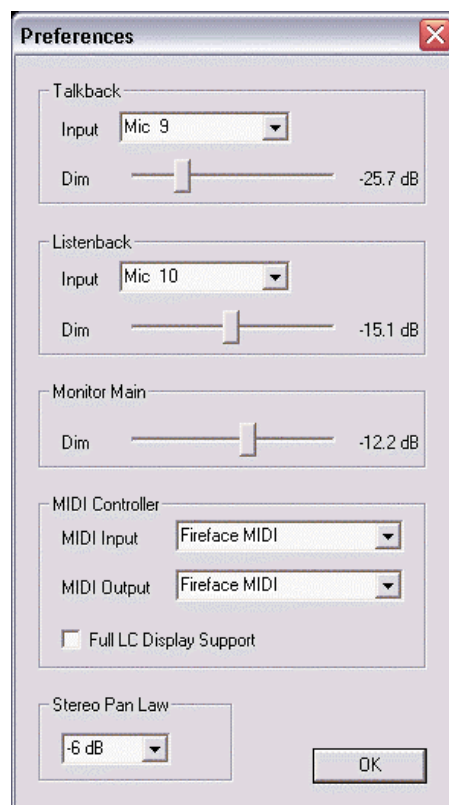 Preferences
Talkback
Input Mic 9
Dim -25.7 dB
Listenback
Input Mic 10
Dim -15.1 dB
Monitor Main
Dim -12.2 dB
MIDI Controller
MIDI Input Fireface MIDI
MIDI Output Fireface MIDI
Full LC Display Support
Stereo Pan Law
-6 dB
OK